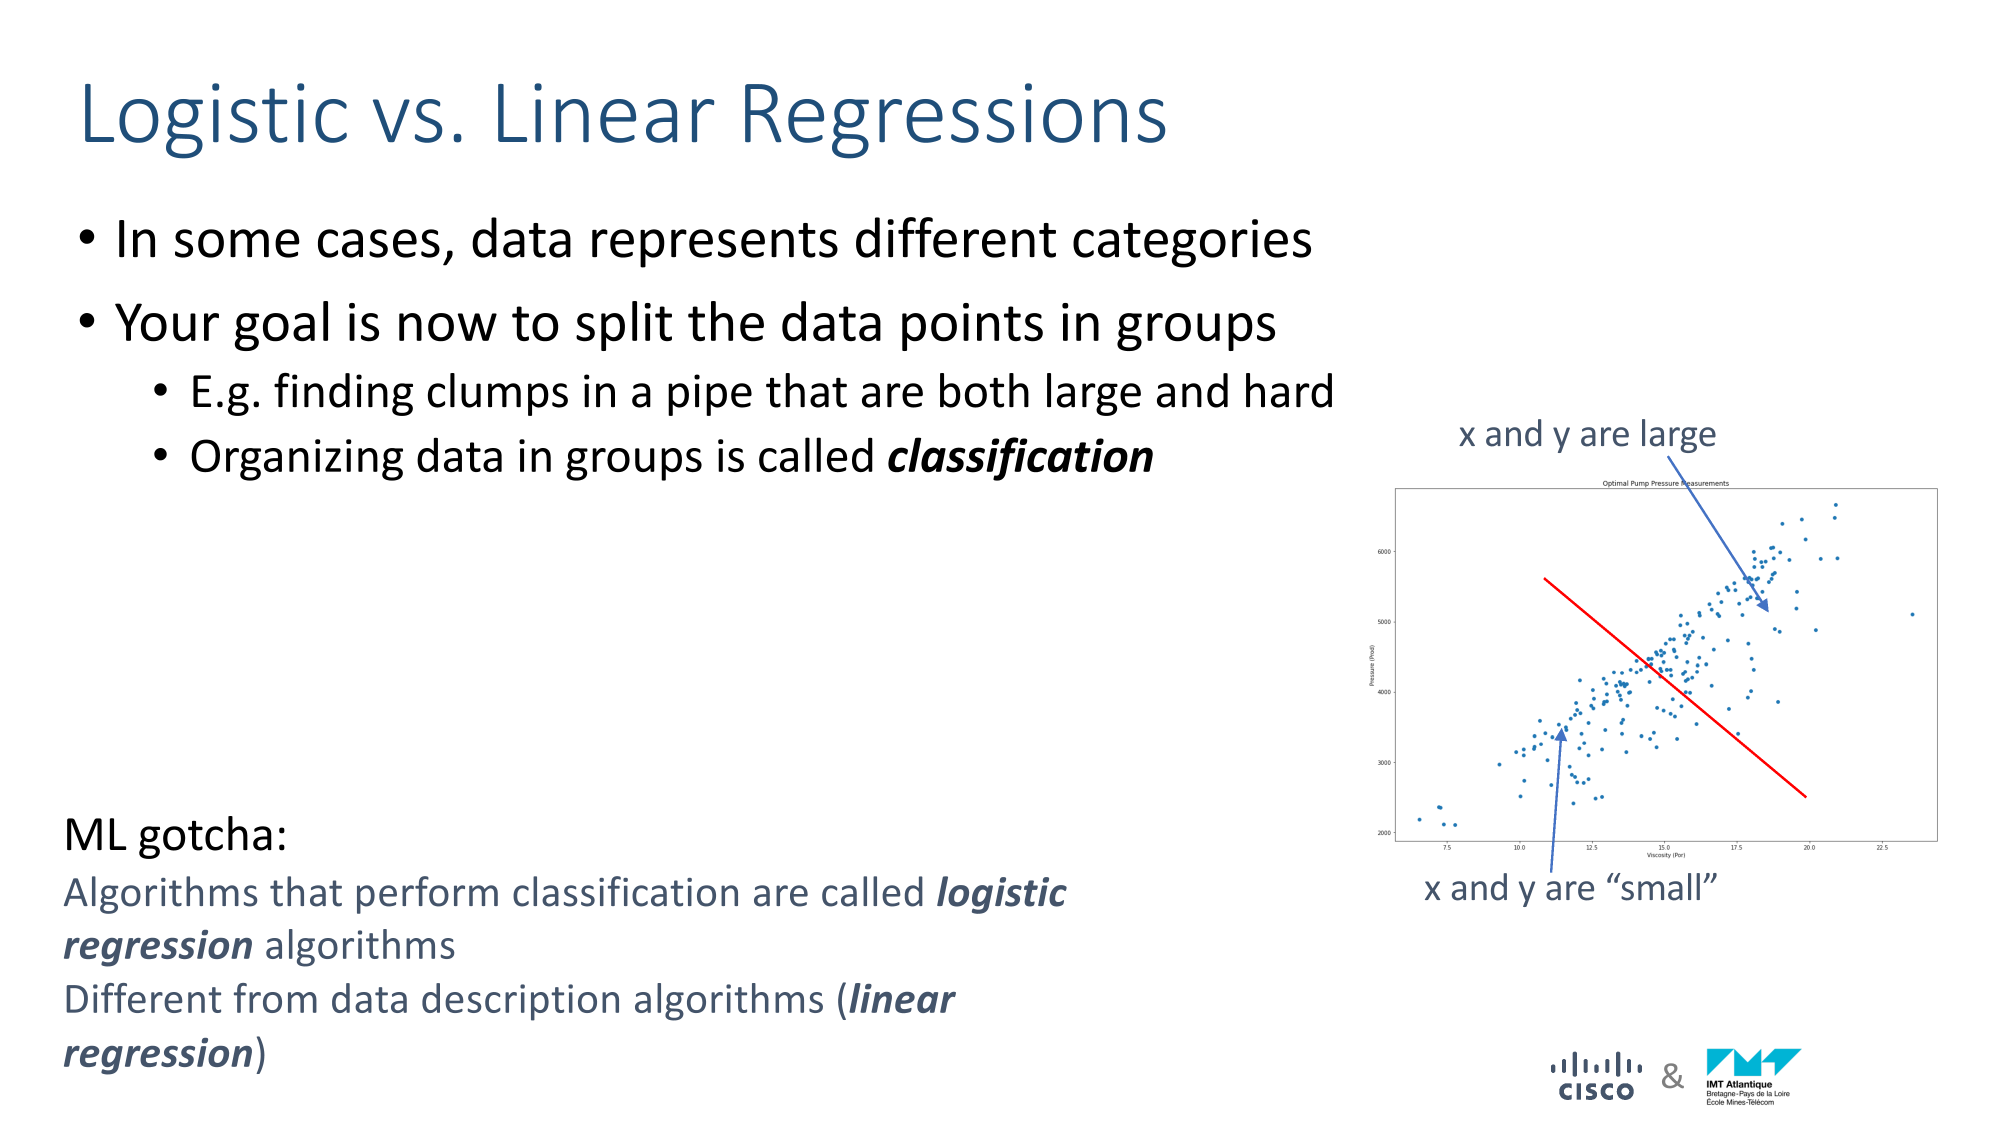 Logistic vs. Linear Regressions
• In some cases, data represents different categories
• Your goal is now to split the data points in groups
• E.g. finding clumps in a pipe that are both large and hard
• Organizing data in groups is called classification
x and y are large
Optimal Pump Pressure Measurements
6000
5000
4000
3000
2000
Pressure (Prod)
7.5 10.0 12.5 15.0 17.5 20.0 22.5
Viscosity (Por)
x and y are “small”
ML gotcha:
Algorithms that perform classification are called logistic
regression algorithms
Different from data description algorithms (linear
regression)
CISCO & IMT Atlantique
Bretagne-Pays de la Loire
École Mines-Télécom